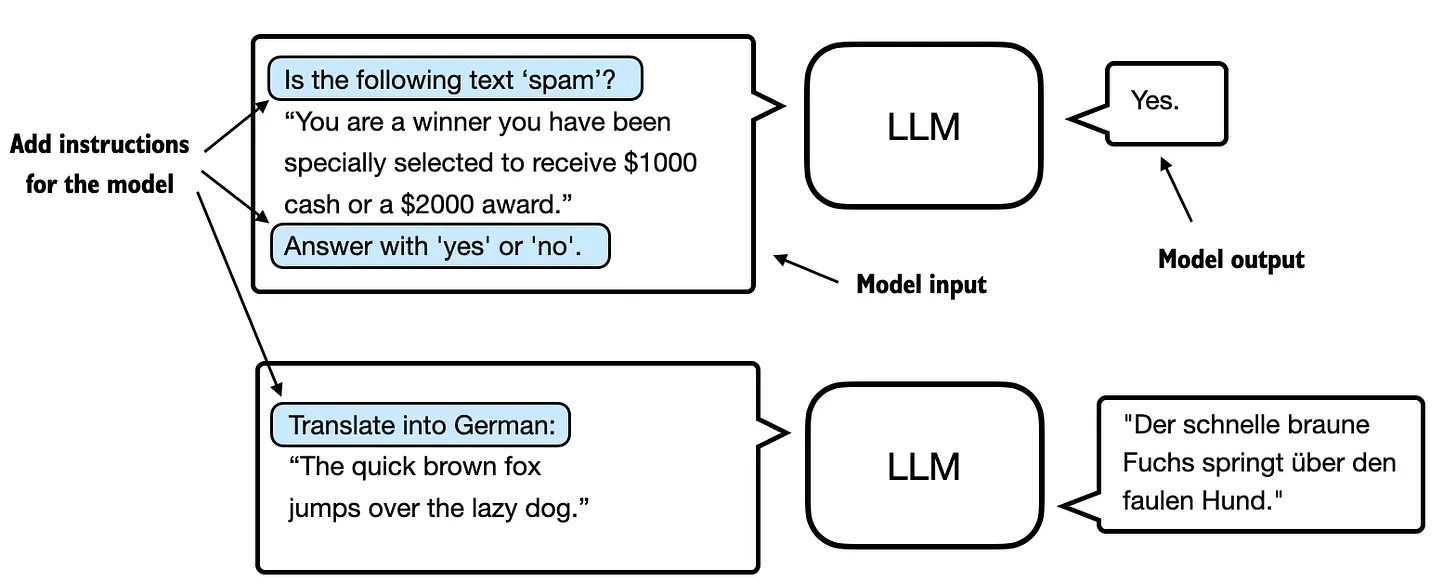 Add instructions
for the model
Is the following text ‘spam’?
“You are a winner you have been
specially selected to receive $1000
cash or a $2000 award.”
Answer with 'yes' or 'no'.
LLM
Yes.
Model input
Model output
Translate into German:
“The quick brown fox
jumps over the lazy dog.”
LLM
"Der schnelle braune
Fuchs springt über den
faulen Hund."